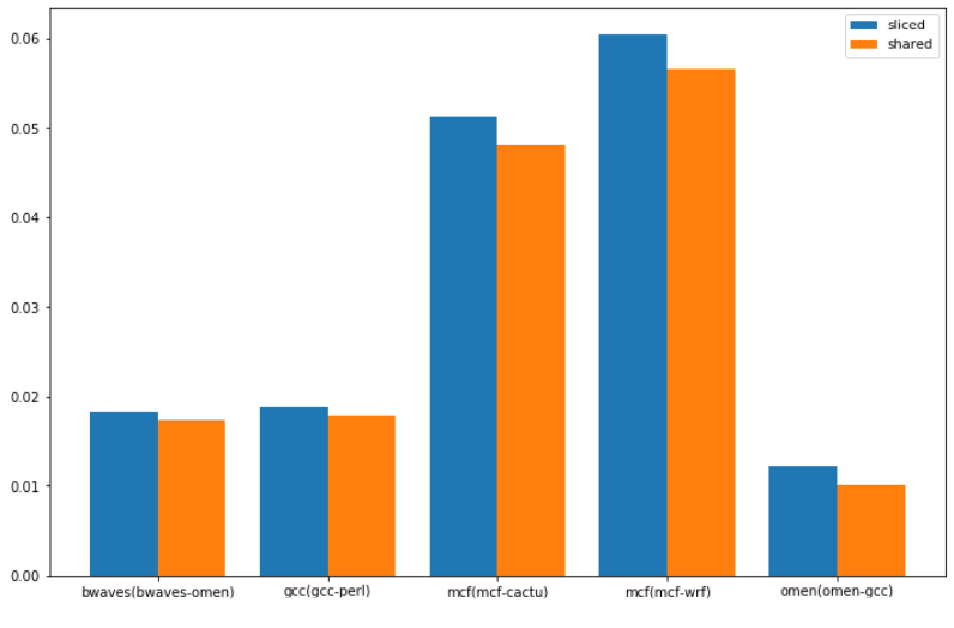 sliced
shared
0.06
0.05
0.04
0.03
0.02
0.01
0.00
bwaves(bwaves-omen) gcc(gcc-perl) mcf(mcf-cactu) mcf(mcf-wrf) omen(omen-gcc)